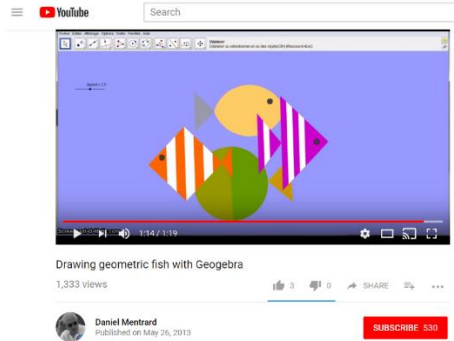 YouTube
Search
1:14 / 1:19
Drawing geometric fish with Geogebra
1,333 views
3
0
SHARE
Daniel Mentrard
Published on May 26, 2013
SUBSCRIBE 530